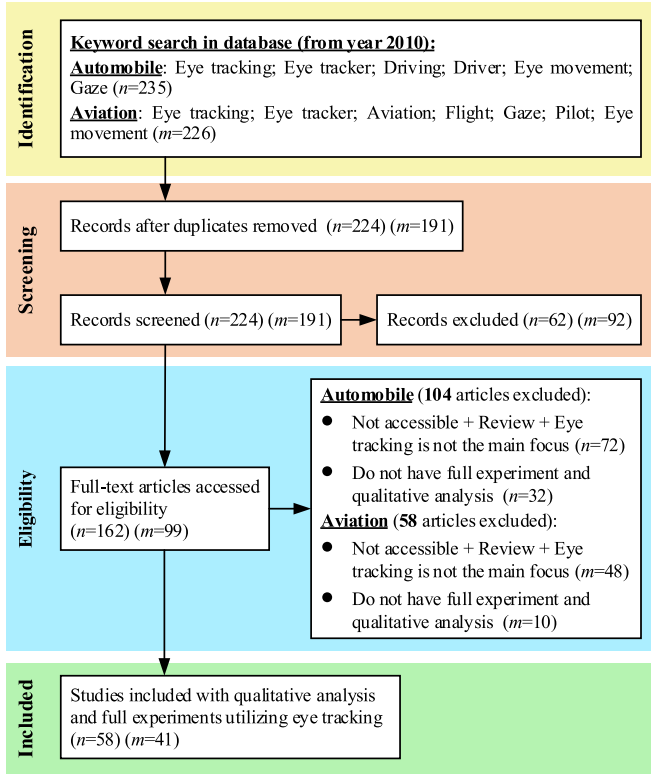 Identification
Keyword search in database (from year 2010):
Automobile: Eye tracking; Eye tracker; Driving; Driver; Eye movement;
Gaze (n=235)
Aviation: Eye tracking; Eye tracker; Aviation; Flight; Gaze; Pilot; Eye
movement (m=226)
Screening
Records after duplicates removed (n=224) (m=191)
Records screened (n=224) (m=191)
Records excluded (n=62) (m=92)
Eligibility
Full-text articles accessed
for eligibility
(n=162) (m=99)
Automobile (104 articles excluded):
● Not accessible + Review + Eye
tracking is not the main focus (n=72)
● Do not have full experiment and
qualitative analysis (n=32)
Aviation (58 articles excluded):
● Not accessible + Review + Eye
tracking is not the main focus (m=48)
● Do not have full experiment and
qualitative analysis (m=10)
Included
Studies included with qualitative analysis
and full experiments utilizing eye tracking
(n=58) (m=41)